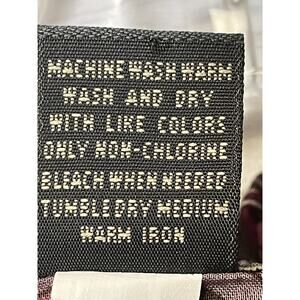 MACHINE WASH WARM
WASH AND DRY
WITH LIKE COLORS
ONLY NON-CHLORINE
BLEACH WHEN NEEDED
TUMBLE DRY MEDIUM
WARM IRON